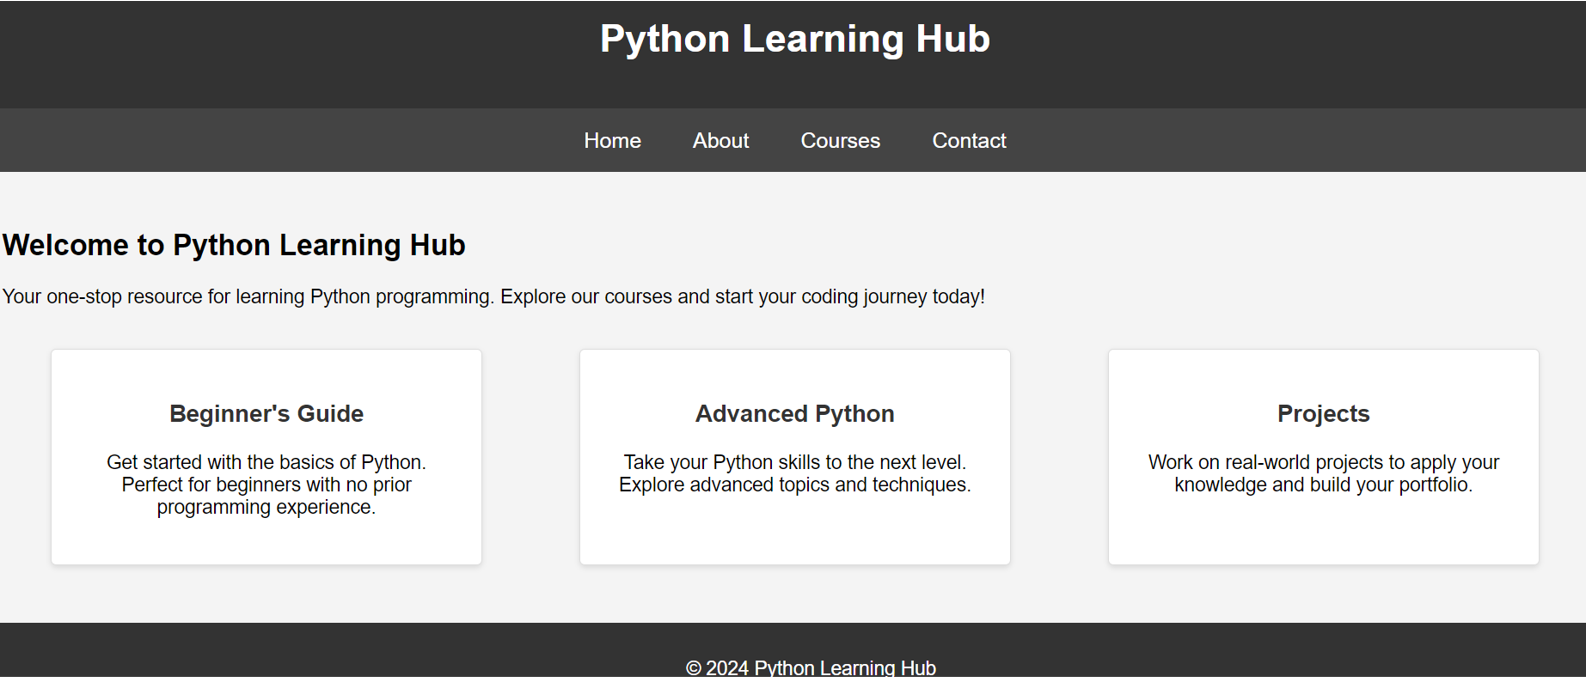 Python Learning Hub
Home About Courses Contact
Welcome to Python Learning Hub
Your one-stop resource for learning Python programming. Explore our courses and start your coding journey today!
Beginner's Guide
Get started with the basics of Python.
Perfect for beginners with no prior
programming experience.
Advanced Python
Take your Python skills to the next level.
Explore advanced topics and techniques.
Projects
Work on real-world projects to apply your
knowledge and build your portfolio.
© 2024 Python Learning Hub